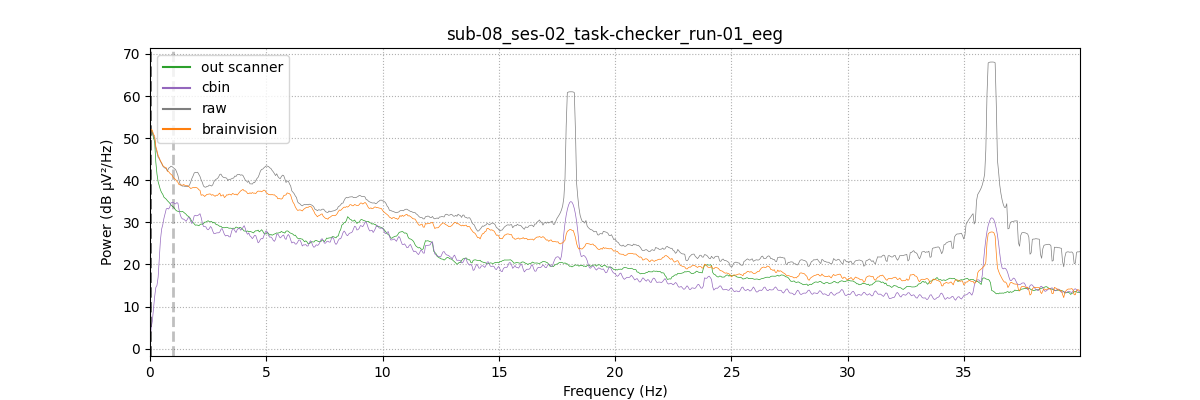 sub-08_ses-02_task-checker_run-01_eeg
70
60
50
40
30
20
10
0
Power (dB µV²/Hz)
out scanner
cbin
raw
brainvision
0 5 10 15 20 25 30 35
Frequency (Hz)